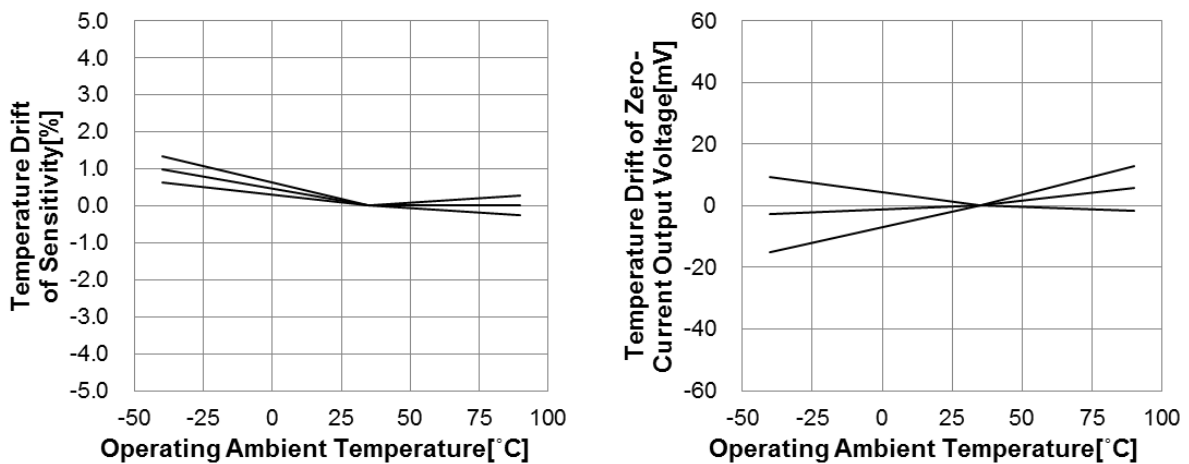 Temperature Drift
of Sensitivity[%]
5.0
4.0
3.0
2.0
1.0
0.0
-1.0
-2.0
-3.0
-4.0
-5.0
-50 -25 0 25 50 75 100
Operating Ambient Temperature[˚C]
Temperature Drift of Zero-
Current Output Voltage[mV]
60
40
20
0
-20
-40
-60
-50 -25 0 25 50 75 100
Operating Ambient Temperature[˚C]